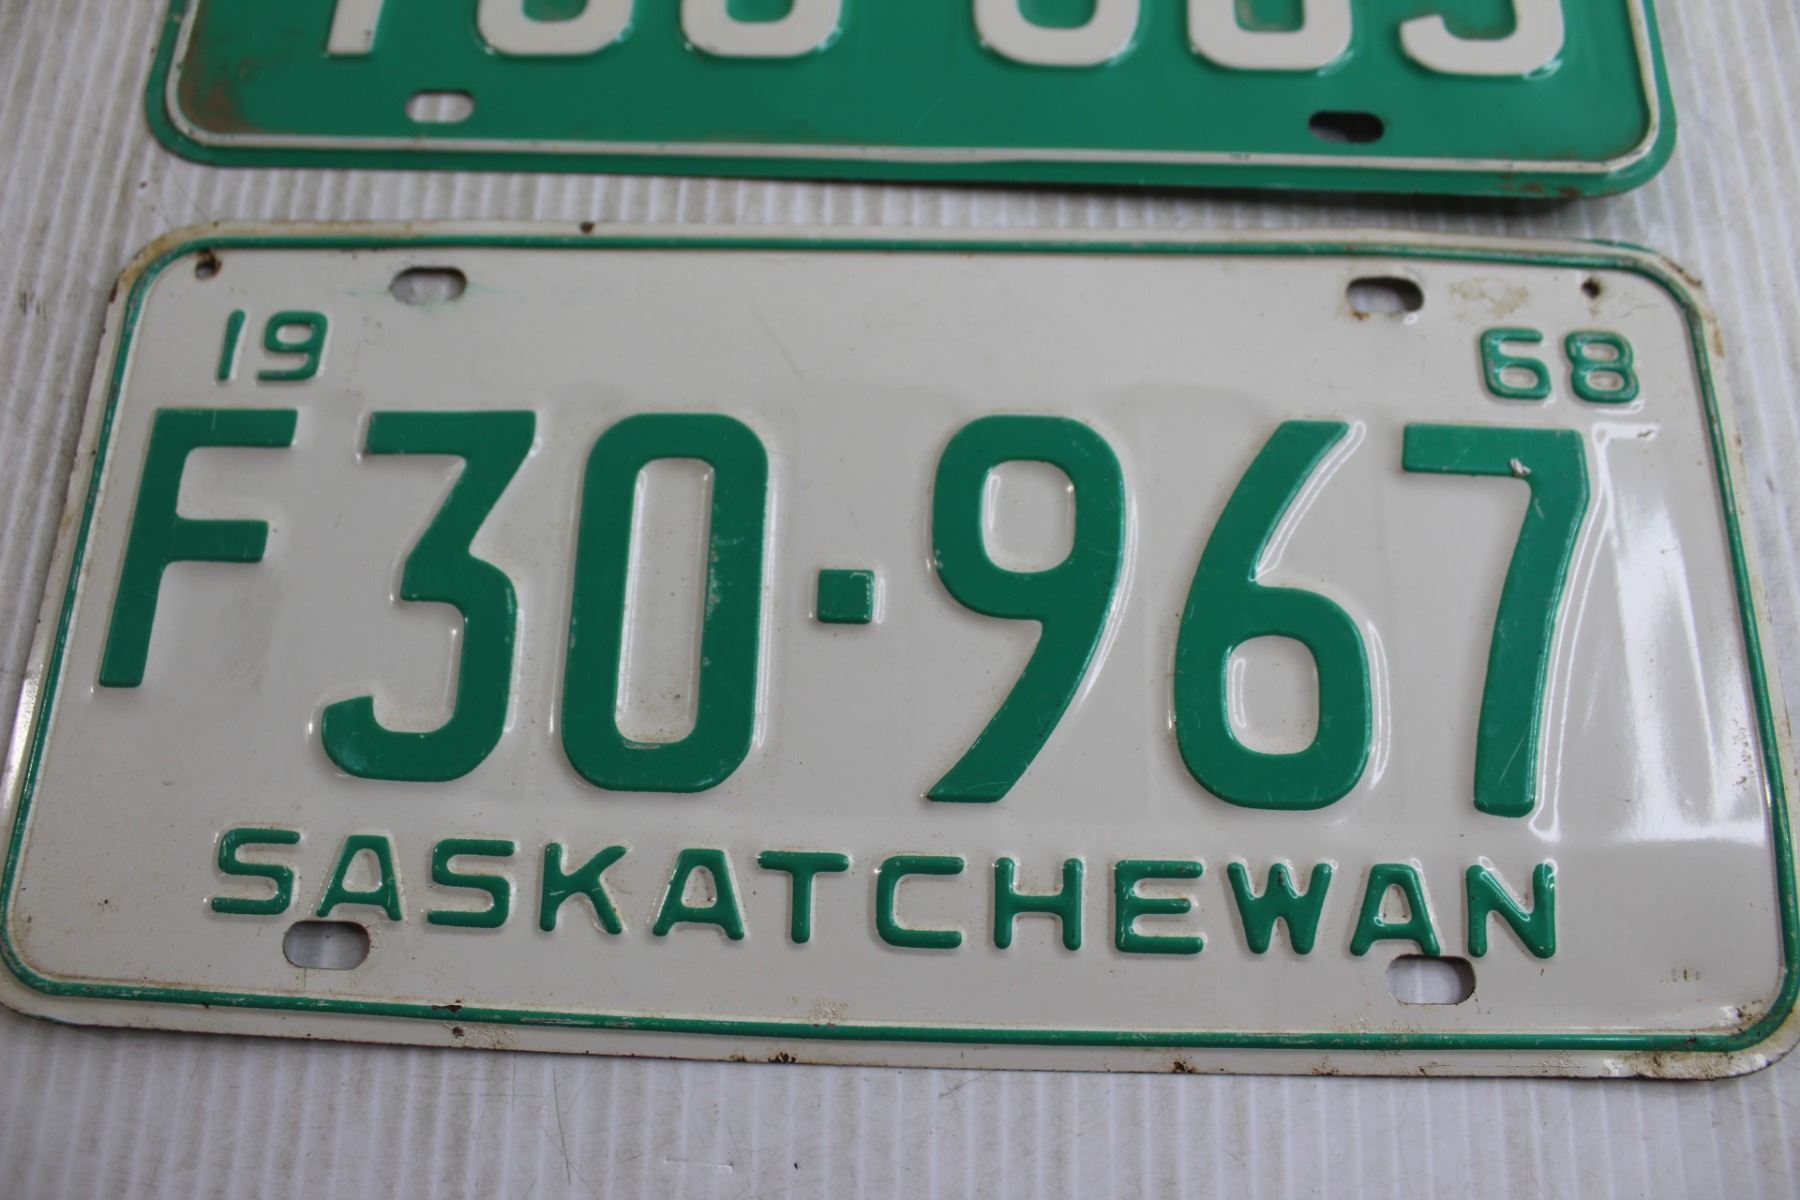 19 68
F30-967
SASKATCHEWAN